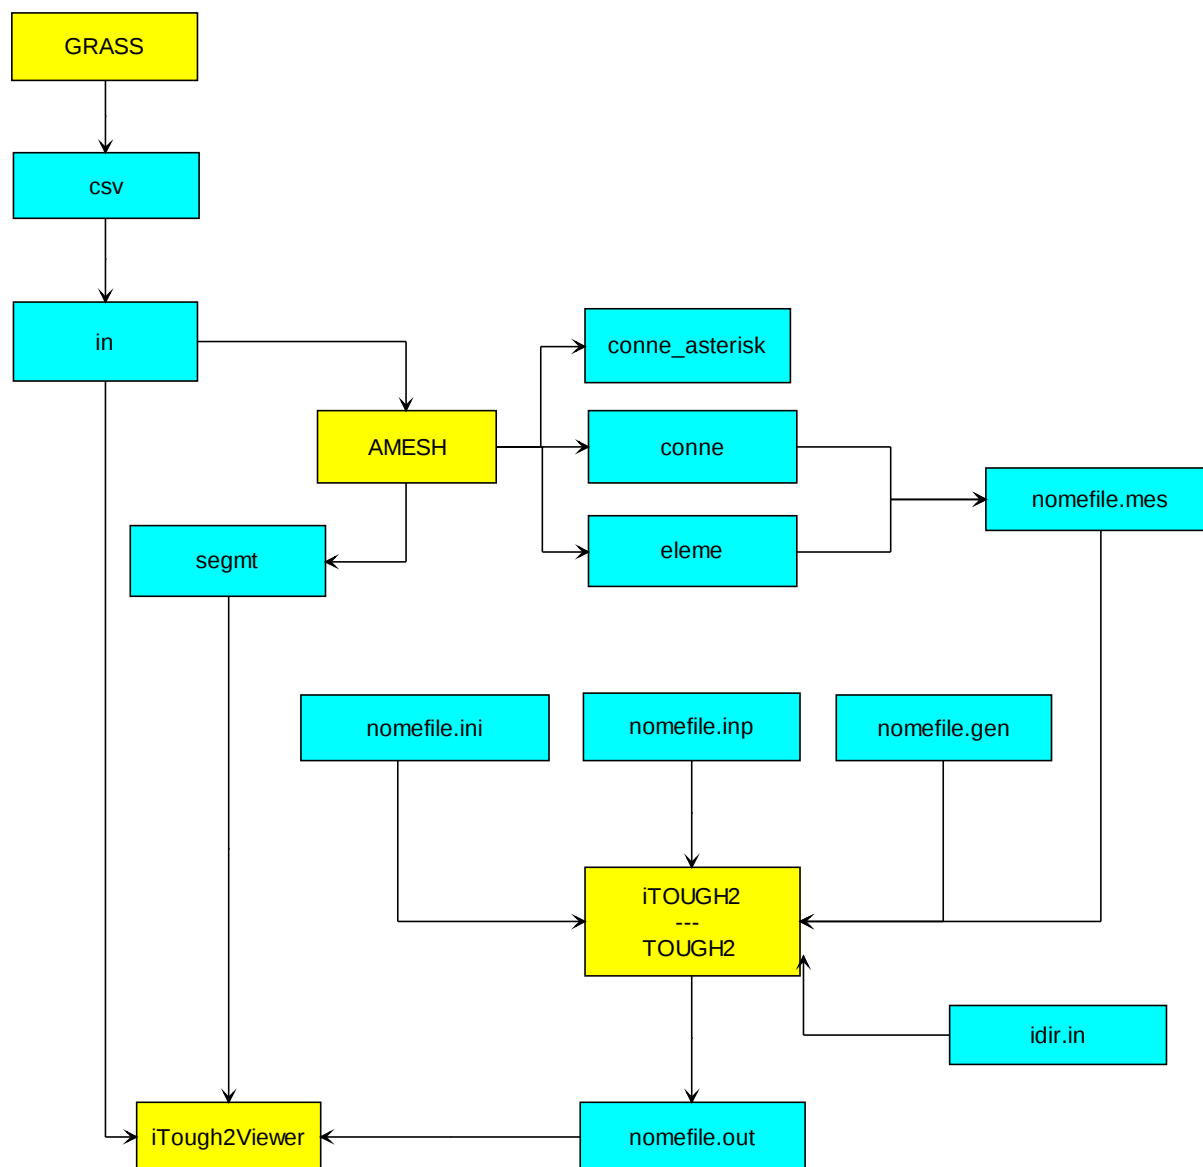 GRASS
csv
in
conne_asterisk
AMESH
conne
nomefile.mes
segmt
eleme
nomefile.ini
nomefile.inp
nomefile.gen
iTOUGH2
---
TOUGH2
idir.in
iTough2Viewer
nomefile.out